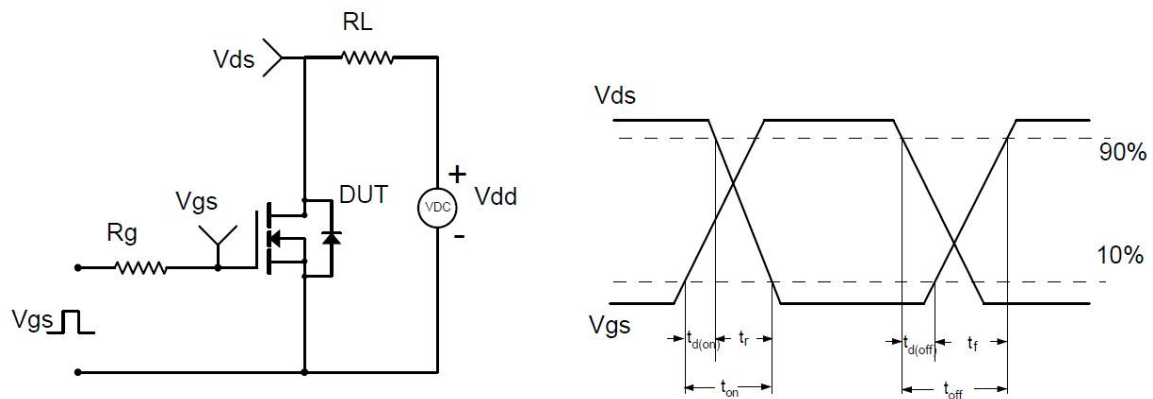 RL
Vds
Vgs
DUT
+
VDC
Vdd
-
Rg
Vgs
Vds
90%
10%
Vgs
td(on)
tr
td(off)
tf
ton
toff